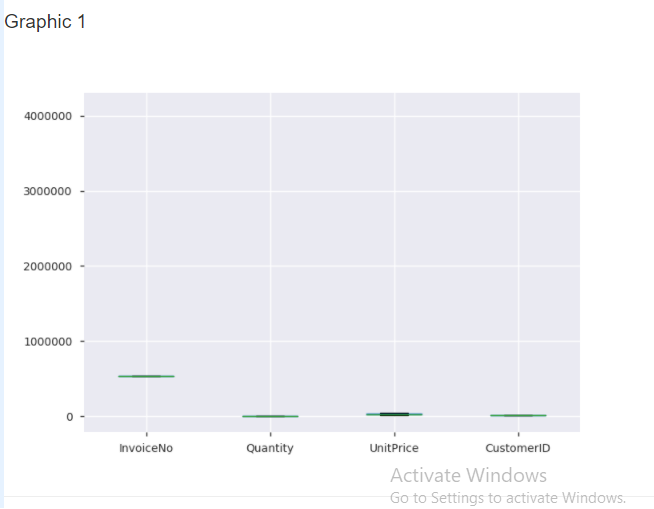 Graphic 1
4000000
3000000
2000000
1000000
0
InvoiceNo Quantity UnitPrice CustomerID
Activate Windows
Go to Settings to activate Windows.